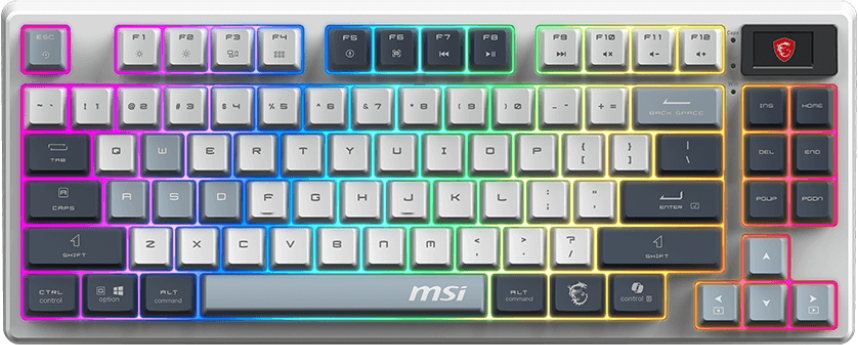 ESC F1 F2 F3 F4 F5 F6 F7 F8 F9 F10 F11 F12
~ ` ! 1 @ 2 # 3 $ 4 % 5 ^ 6 & 7 * 8 ( 9 ) 0 _ - + = BACK SPACE INS HOME
TAB Q W E R T Y U I O P { [ } ] | \ DEL END
CAPS A S D F G H J K L : ; " ' ENTER PGUP PGDN
SHIFT Z X C V B N M < , > . ? / SHIFT
CTRL control option ALT command msi ALT command control